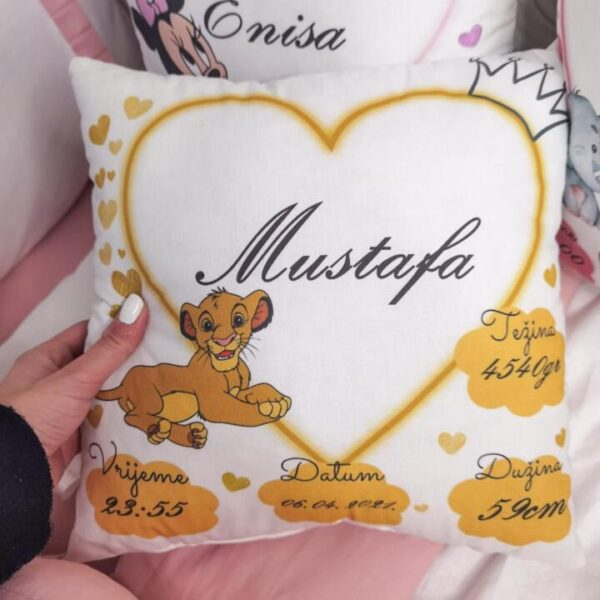 Enisa
Mustafa
Težina
4540gr
Vrijeme
23:55
Datum
06.04.2021.
Dužina
59cm